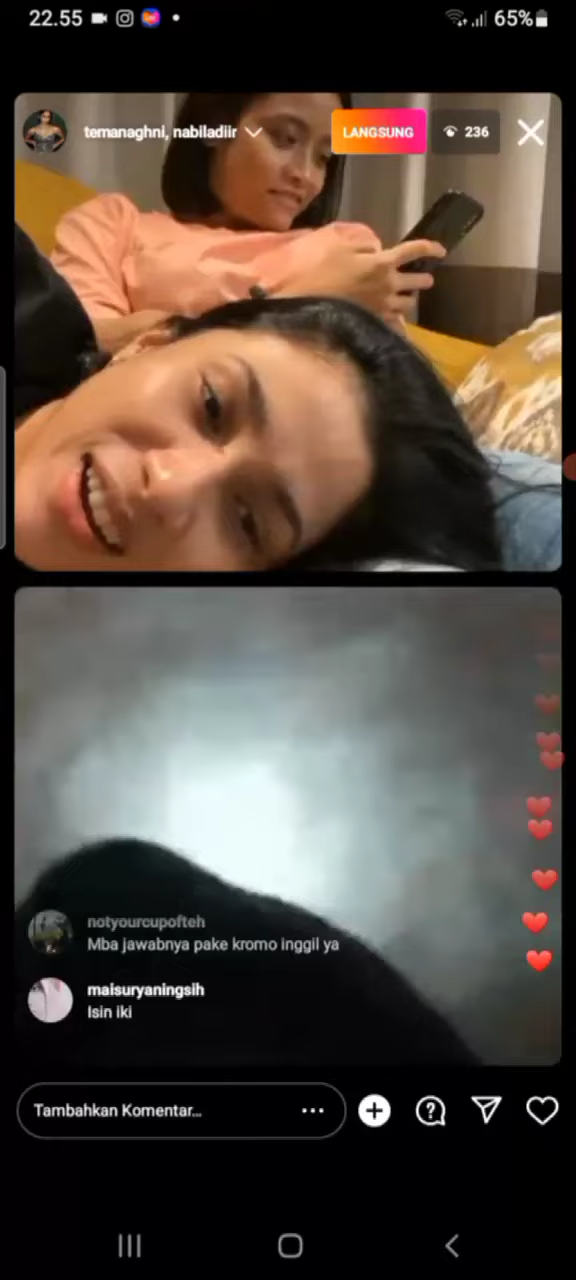 22.55
65%
temanaghni, nabiladiir
LANGSUNG
236
notyourcupofteh
Mba jawabnya pake kromo inggil ya
maisuryaningsih
Isin iki
Tambahkan Komentar...